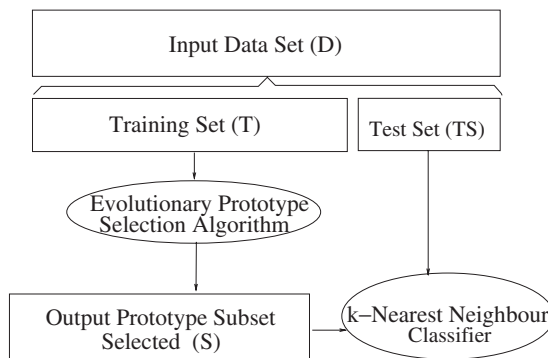 Input Data Set (D)
Training Set (T)
Test Set (TS)
Evolutionary Prototype
Selection Algorithm
Output Prototype Subset
Selected (S)
k−Nearest Neighbour
Classifier